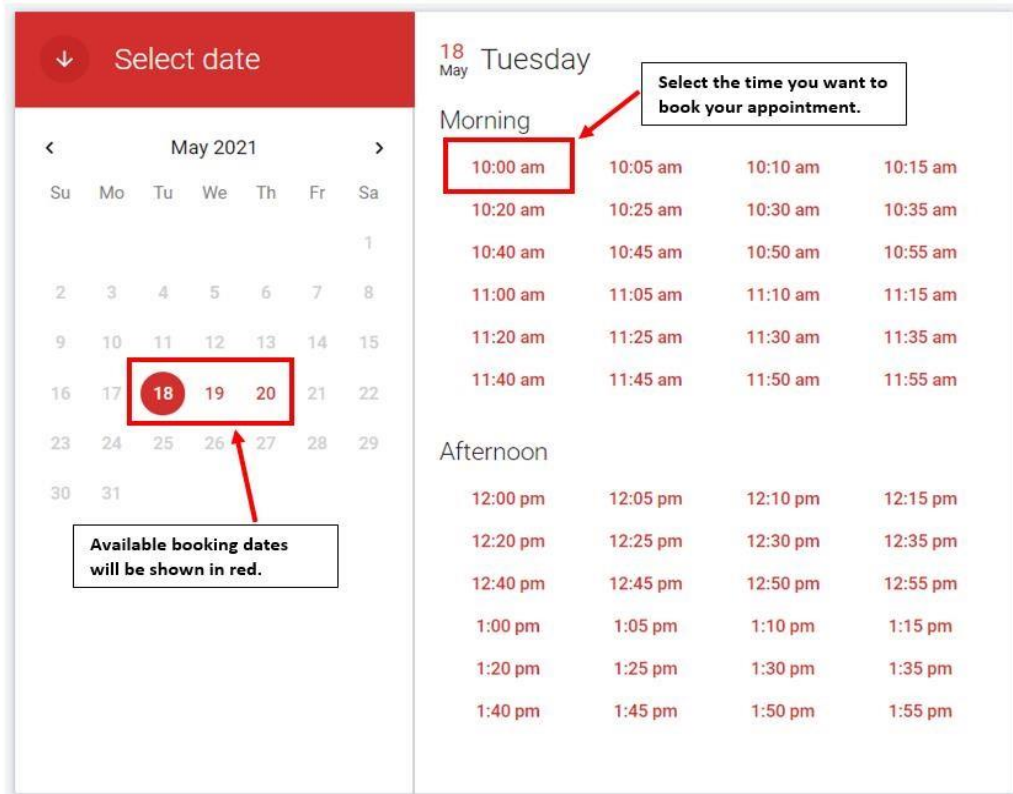 Select date
May 2021
Su Mo Tu We Th Fr Sa
1
2 3 4 5 6 7 8
9 10 11 12 13 14 15
16 17 18 19 20 21 22
23 24 25 26 27 28 29
30 31
Available booking dates
will be shown in red.
18
May
Tuesday
Select the time you want to
book your appointment.
Morning
10:00 am 10:05 am 10:10 am 10:15 am
10:20 am 10:25 am 10:30 am 10:35 am
10:40 am 10:45 am 10:50 am 10:55 am
11:00 am 11:05 am 11:10 am 11:15 am
11:20 am 11:25 am 11:30 am 11:35 am
11:40 am 11:45 am 11:50 am 11:55 am
Afternoon
12:00 pm 12:05 pm 12:10 pm 12:15 pm
12:20 pm 12:25 pm 12:30 pm 12:35 pm
12:40 pm 12:45 pm 12:50 pm 12:55 pm
1:00 pm 1:05 pm 1:10 pm 1:15 pm
1:20 pm 1:25 pm 1:30 pm 1:35 pm
1:40 pm 1:45 pm 1:50 pm 1:55 pm